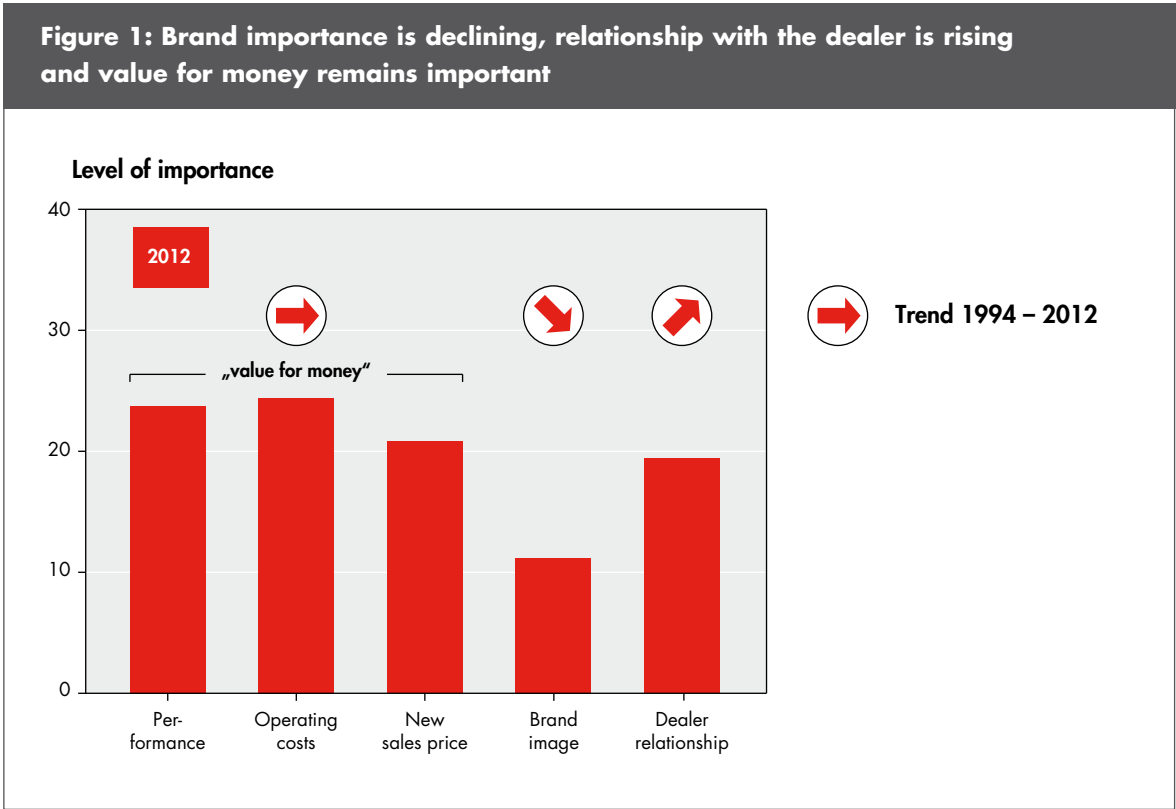 Figure 1: Brand importance is declining, relationship with the dealer is rising
and value for money remains important
Level of importance
40
2012
30
Trend 1994 – 2012
„value for money“
20
10
0
Per-
formance
Operating
costs
New
sales price
Brand
image
Dealer
relationship